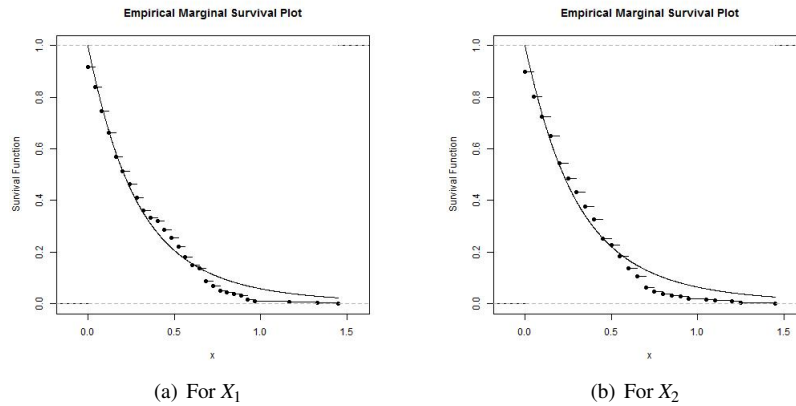 Empirical Marginal Survival Plot
Survival Function
1.0
0.8
0.6
0.4
0.2
0.0
0.0 0.5 1.0 1.5
x
(a) For X₁
Empirical Marginal Survival Plot
Survival Function
1.0
0.8
0.6
0.4
0.2
0.0
0.0 0.5 1.0 1.5
x
(b) For X₂